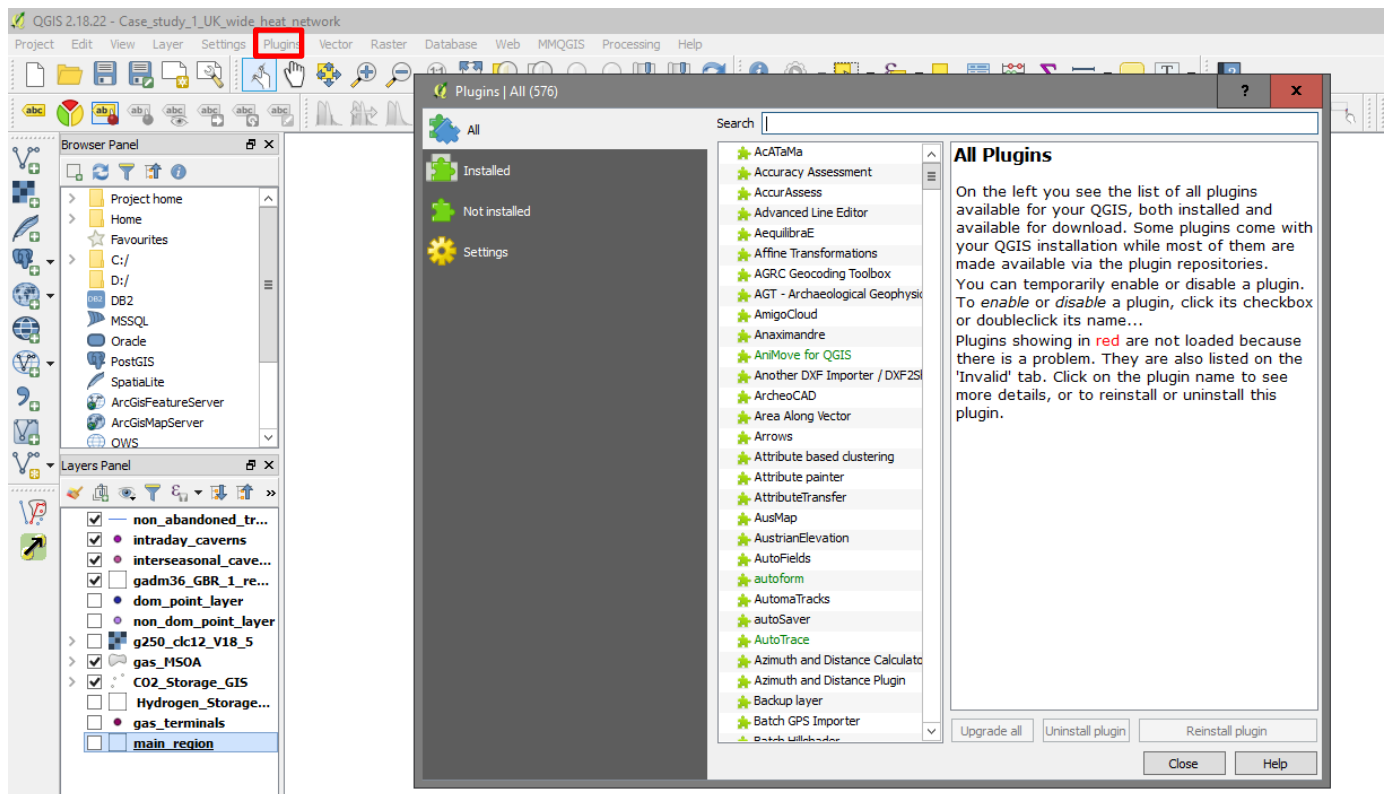 QGIS 2.18.22 - Case_study_1_UK_wide_heat_network
Project Edit View Layer Settings Plugins Vector Raster Database Web MMQGIS Processing Help
abc
Browser Panel
Project home
Home
Favourites
C:/
D:/
DB2
MSSQL
Oracle
PostGIS
SpatiaLite
ArcGisFeatureServer
ArcGisMapServer
OWS
Layers Panel
non_abandoned_tr...
intraday_caverns
interseasonal_cave...
gadm36_GBR_1_re...
dom_point_layer
non_dom_point_layer
g250_clc12_V18_5
gas_MSOA
CO2_Storage_GIS
Hydrogen_Storage...
gas_terminals
main_region
Plugins | All (576)
? x
All
Installed
Not installed
Settings
Search
AcATaMa
Accuracy Assessment
AccurAssess
Advanced Line Editor
AequilibraE
Affine Transformations
AGRC Geocoding Toolbox
AGT - Archaeological Geophysic
AmigoCloud
Anaximandre
AniMove for QGIS
Another DXF Importer / DXF2Sl
ArcheoCAD
Area Along Vector
Arrows
Attribute based clustering
Attribute painter
AttributeTransfer
AusMap
AustrianElevation
AutoFields
autoform
AutomaTracks
autoSaver
AutoTrace
Azimuth and Distance Calculato
Azimuth and Distance Plugin
Backup layer
Batch GPS Importer
Batch Hillshader
All Plugins
On the left you see the list of all plugins
available for your QGIS, both installed and
available for download. Some plugins come with
your QGIS installation while most of them are
made available via the plugin repositories.
You can temporarily enable or disable a plugin.
To enable or disable a plugin, click its checkbox
or doubleclick its name...
Plugins showing in red are not loaded because
there is a problem. They are also listed on the
'Invalid' tab. Click on the plugin name to see
more details, or to reinstall or uninstall this
plugin.
Upgrade all Uninstall plugin Reinstall plugin
Close Help